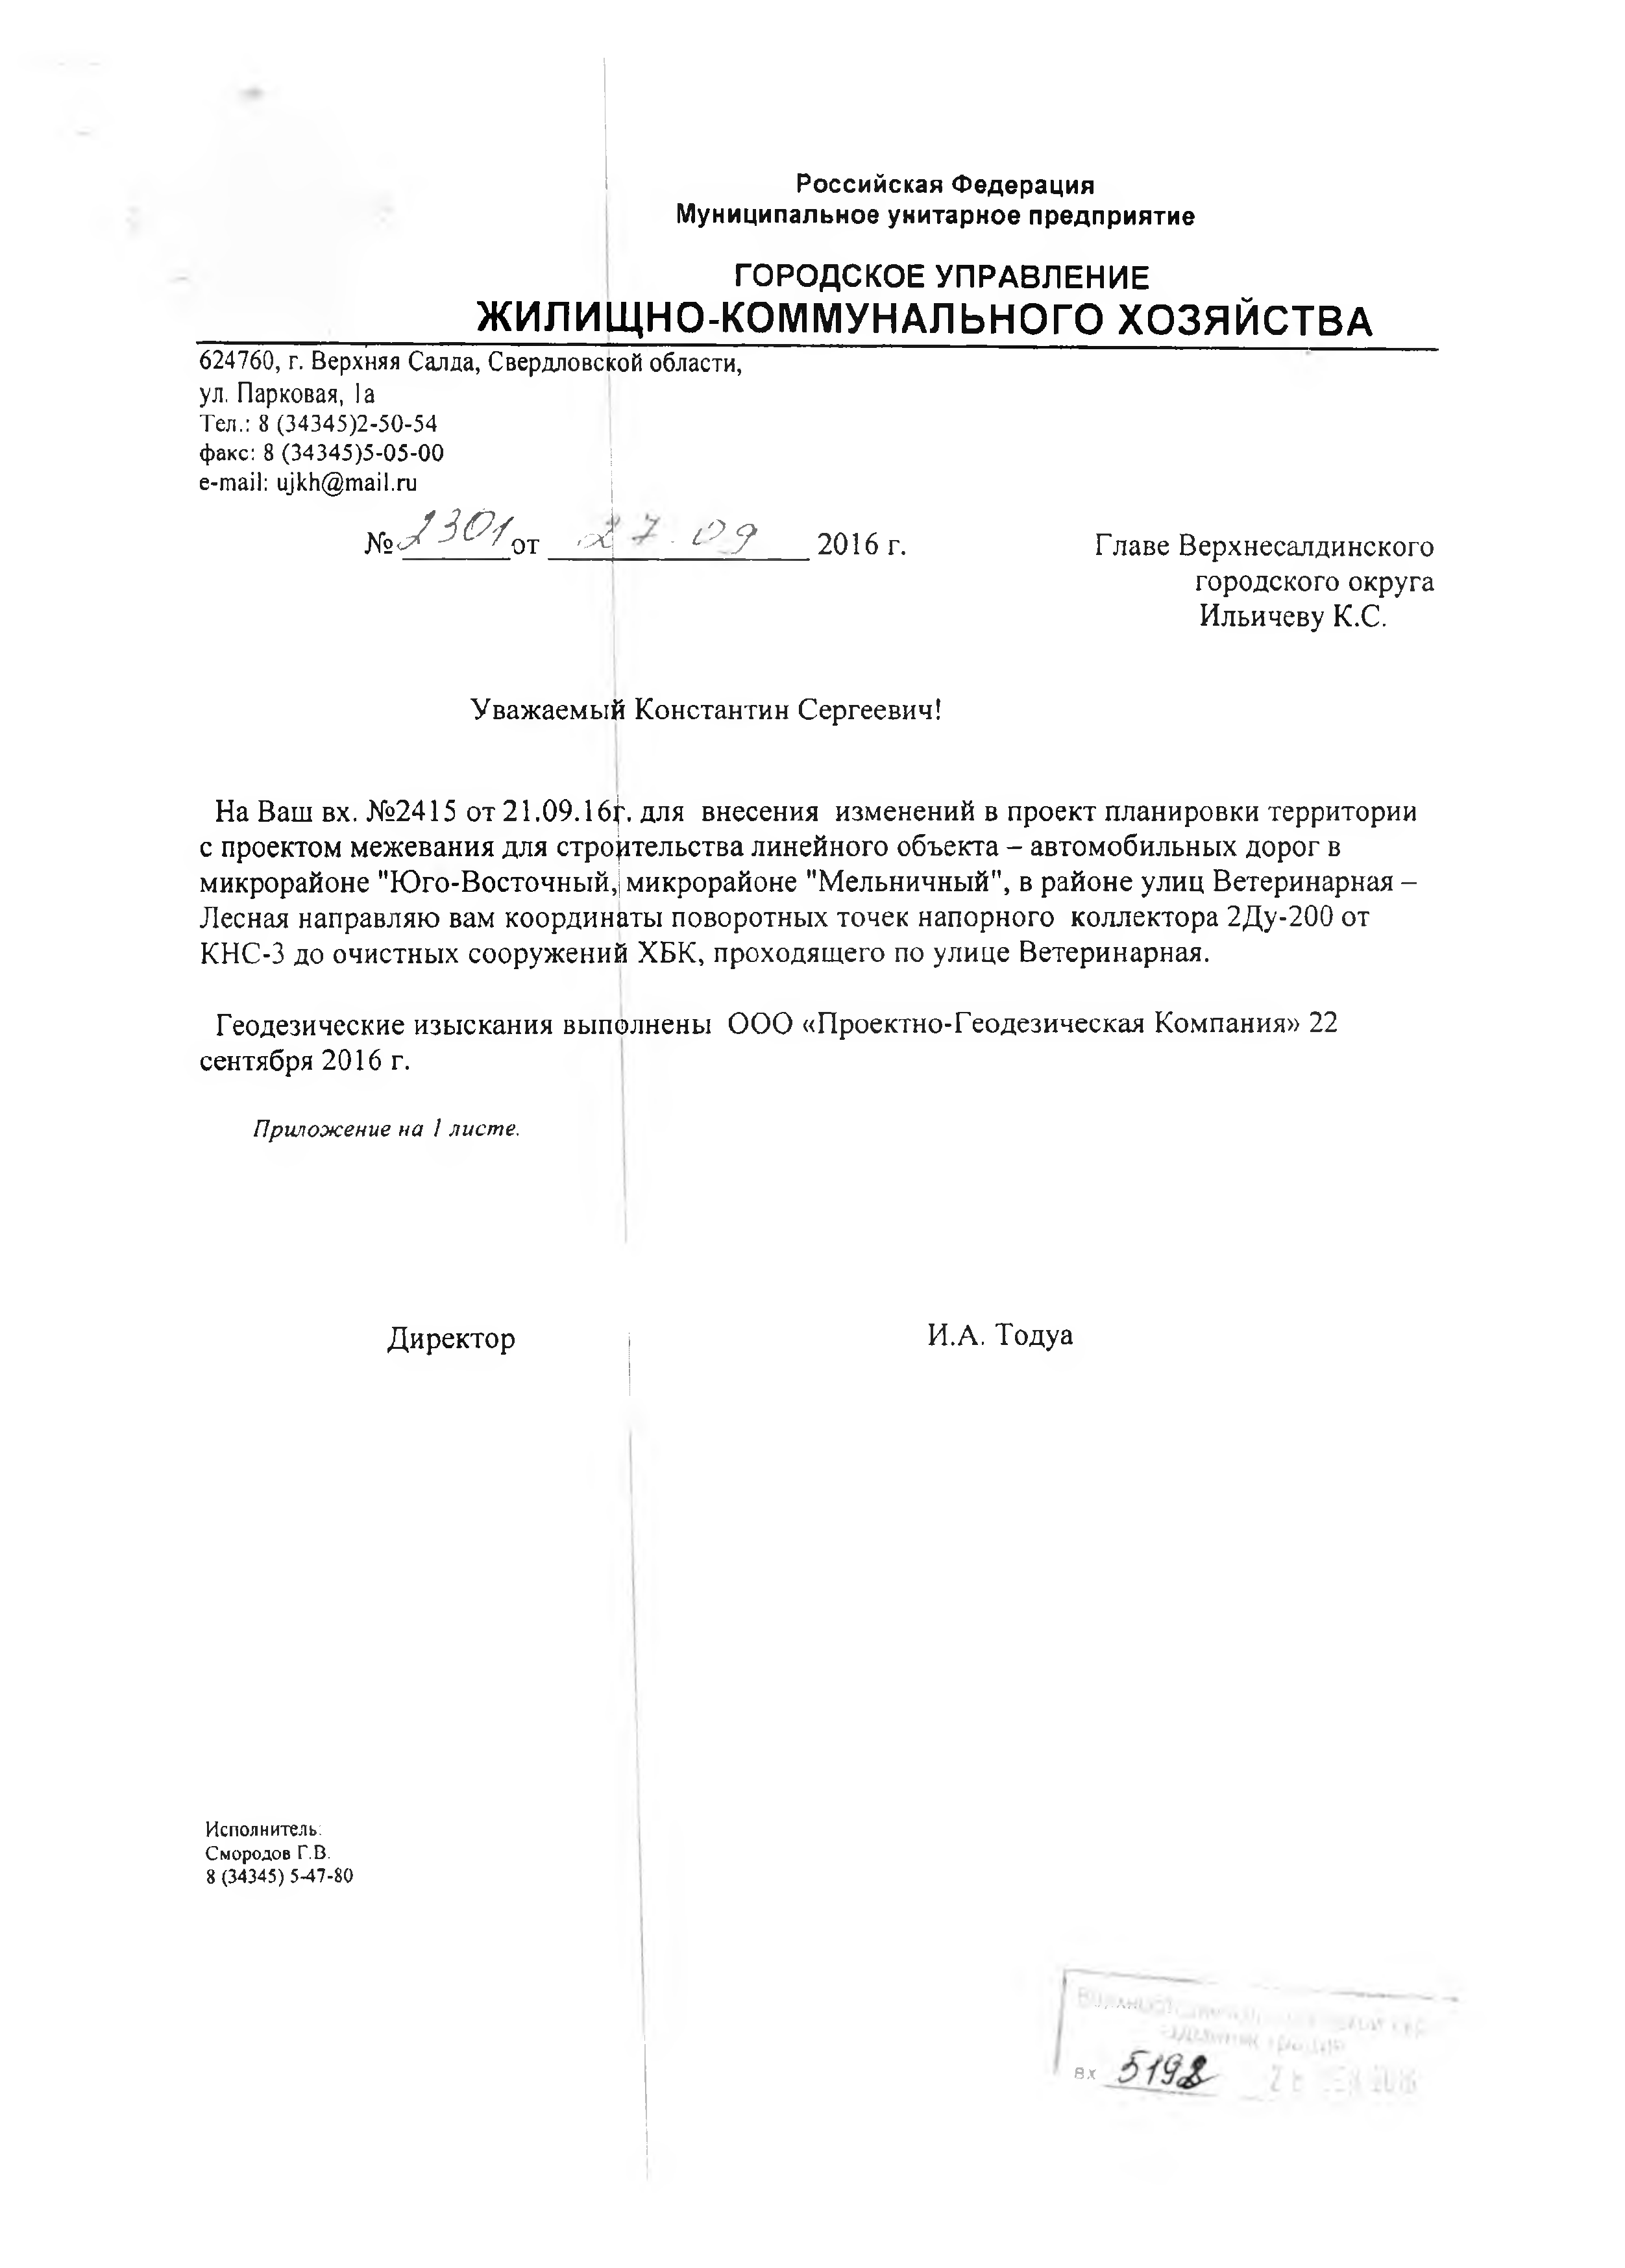 Российская Федерация
Муниципальное унитарное предприятие
ГОРОДСКОЕ УПРАВЛЕНИЕ
ЖИЛИЩНО-КОММУНАЛЬНОГО ХОЗЯЙСТВА
624760, г. Верхняя Салда, Свердловской области,
ул. Парковая, 1а
Тел.: 8 (34345)2-50-54
факс: 8 (34345)5-05-00
e-mail: ujkh@mail.ru
№ 2301 от 27.09 2016 г.
Главе Верхнесалдинского
городского округа
Ильичеву К.С.
Уважаемый Константин Сергеевич!
На Ваш вх. №2415 от 21.09.16г. для внесения изменений в проект планировки территории
с проектом межевания для строительства линейного объекта – автомобильных дорог в
микрорайоне "Юго-Восточный, микрорайоне "Мельничный", в районе улиц Ветеринарная –
Лесная направляю вам координаты поворотных точек напорного коллектора 2Ду-200 от
КНС-3 до очистных сооружений ХБК, проходящего по улице Ветеринарная.
Геодезические изыскания выполнены ООО «Проектно-Геодезическая Компания» 22
сентября 2016 г.
Приложение на 1 листе.
Директор И.А. Тодуа
Исполнитель:
Смородов Г.В.
8 (34345) 5-47-80
вх 5192